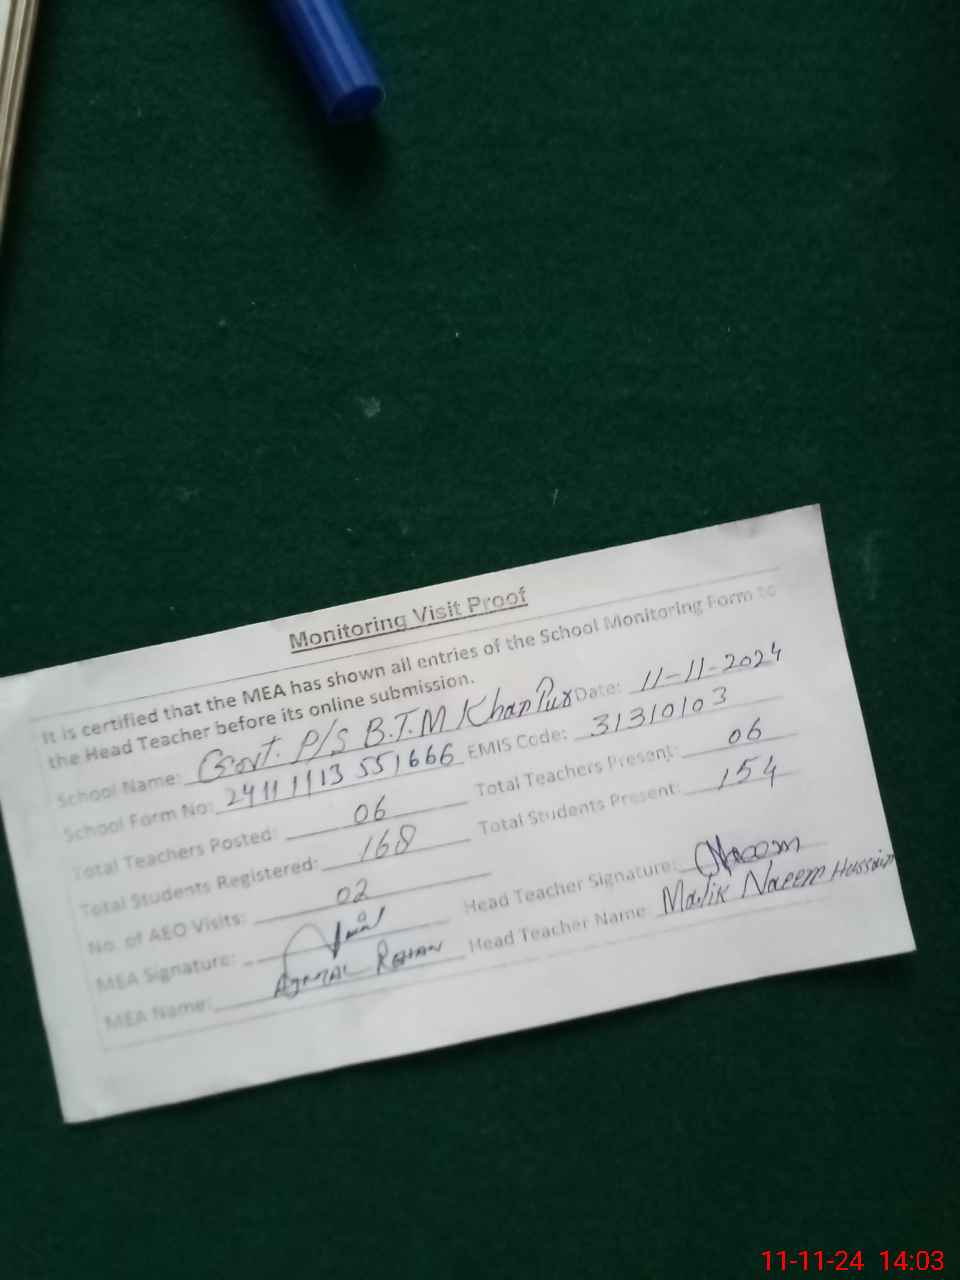 Monitoring Visit Proof
It is certified that the MEA has shown all entries of the School Monitoring Form to
the Head Teacher before its online submission.
School Name: Govt. P/S B.T.M Khan Pur Date: 11-11-2024
School Form No: 24111113551666 EMIS Code: 31310103
Total Teachers Posted: 06 Total Teachers Present: 06
Total Students Registered: 168 Total Students Present: 154
No. of AEO Visits: 02
MEA Signature: Head Teacher Signature: Naeem
MEA Name: AJMAL REHAN Head Teacher Name: Malik Naeem Hussain
11-11-24 14:03